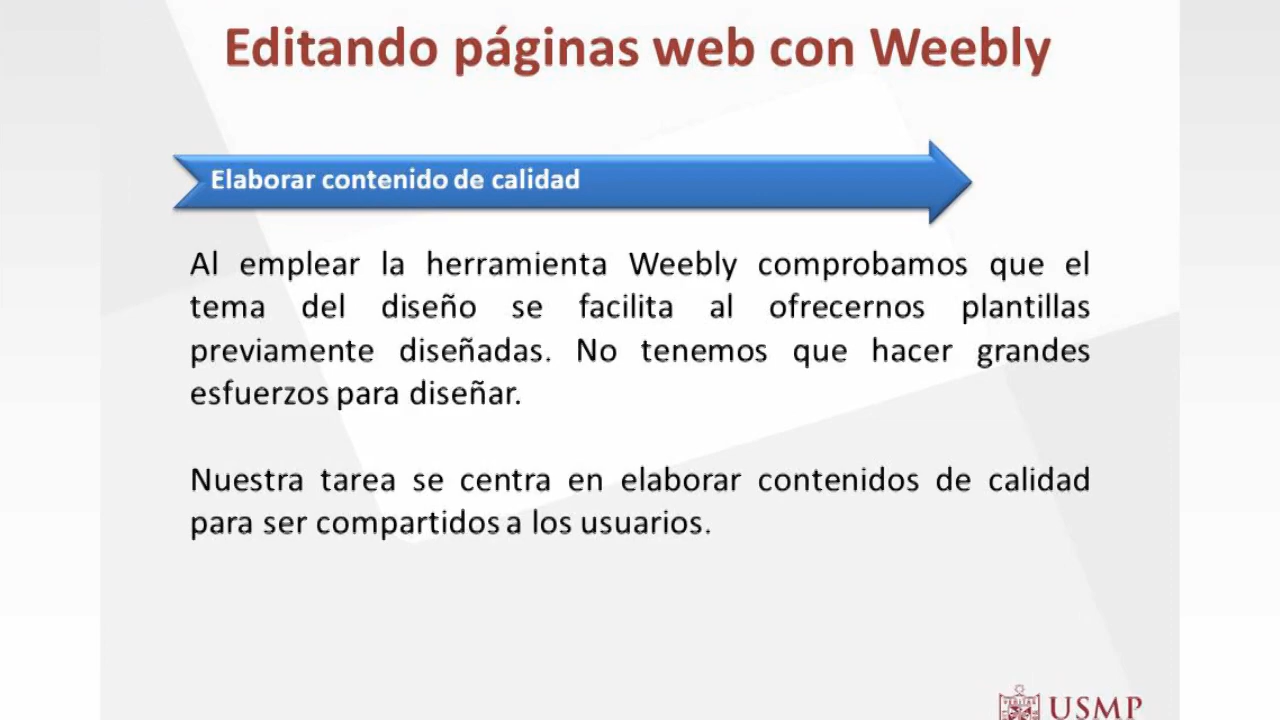 Editando páginas web con Weebly
Elaborar contenido de calidad
Al emplear la herramienta Weebly comprobamos que el
tema del diseño se facilita al ofrecernos plantillas
previamente diseñadas. No tenemos que hacer grandes
esfuerzos para diseñar.
Nuestra tarea se centra en elaborar contenidos de calidad
para ser compartidos a los usuarios.
USMP